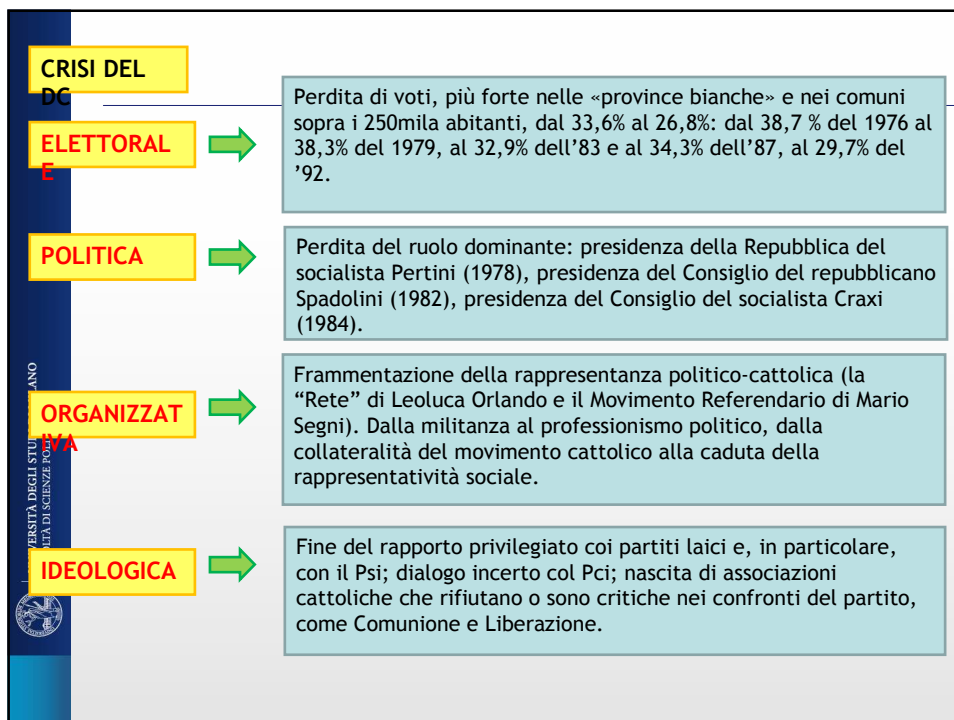 CRISI DEL
DC
Perdita di voti, più forte nelle «province bianche» e nei comuni
sopra i 250mila abitanti, dal 33,6% al 26,8%: dal 38,7 % del 1976 al
38,3% del 1979, al 32,9% dell’83 e al 34,3% dell’87, al 29,7% del
’92.
ELETTORAL
E
POLITICA
Perdita del ruolo dominante: presidenza della Repubblica del
socialista Pertini (1978), presidenza del Consiglio del repubblicano
Spadolini (1982), presidenza del Consiglio del socialista Craxi
(1984).
ORGANIZZAT
IVA
Frammentazione della rappresentanza politico-cattolica (la
“Rete” di Leoluca Orlando e il Movimento Referendario di Mario
Segni). Dalla militanza al professionismo politico, dalla
collateralità del movimento cattolico alla caduta della
rappresentatività sociale.
IDEOLOGICA
Fine del rapporto privilegiato coi partiti laici e, in particolare,
con il Psi; dialogo incerto col Pci; nascita di associazioni
cattoliche che rifiutano o sono critiche nei confronti del partito,
come Comunione e Liberazione.
DEGLI
DI SCIENZE